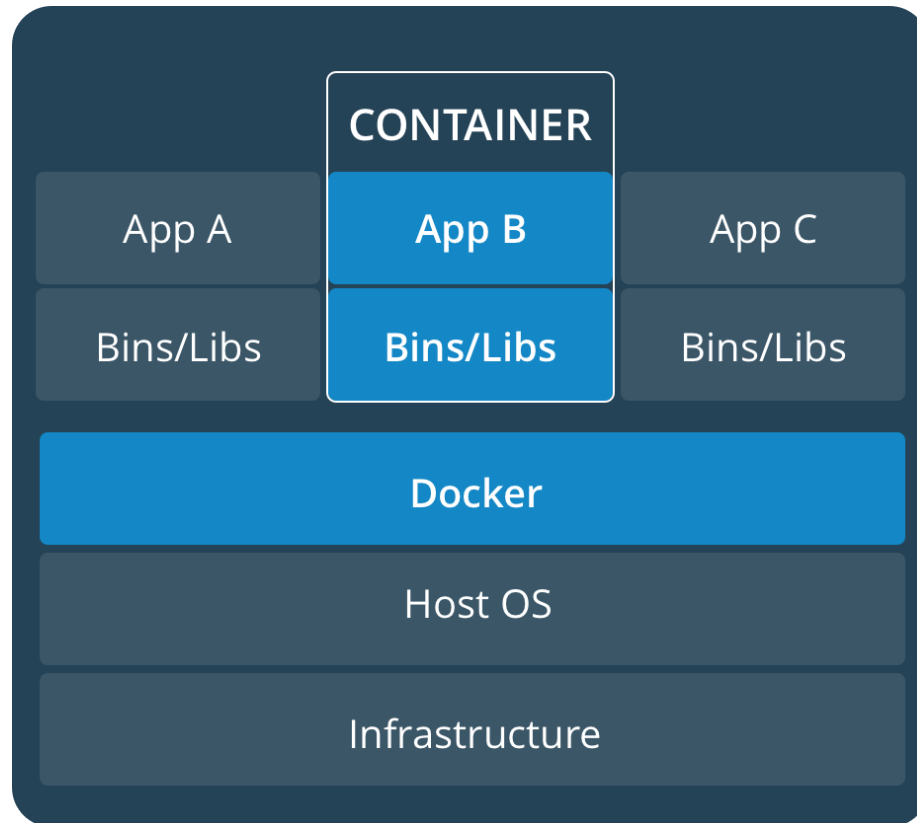 CONTAINER
App A
App B
App C
Bins/Libs
Bins/Libs
Bins/Libs
Docker
Host OS
Infrastructure